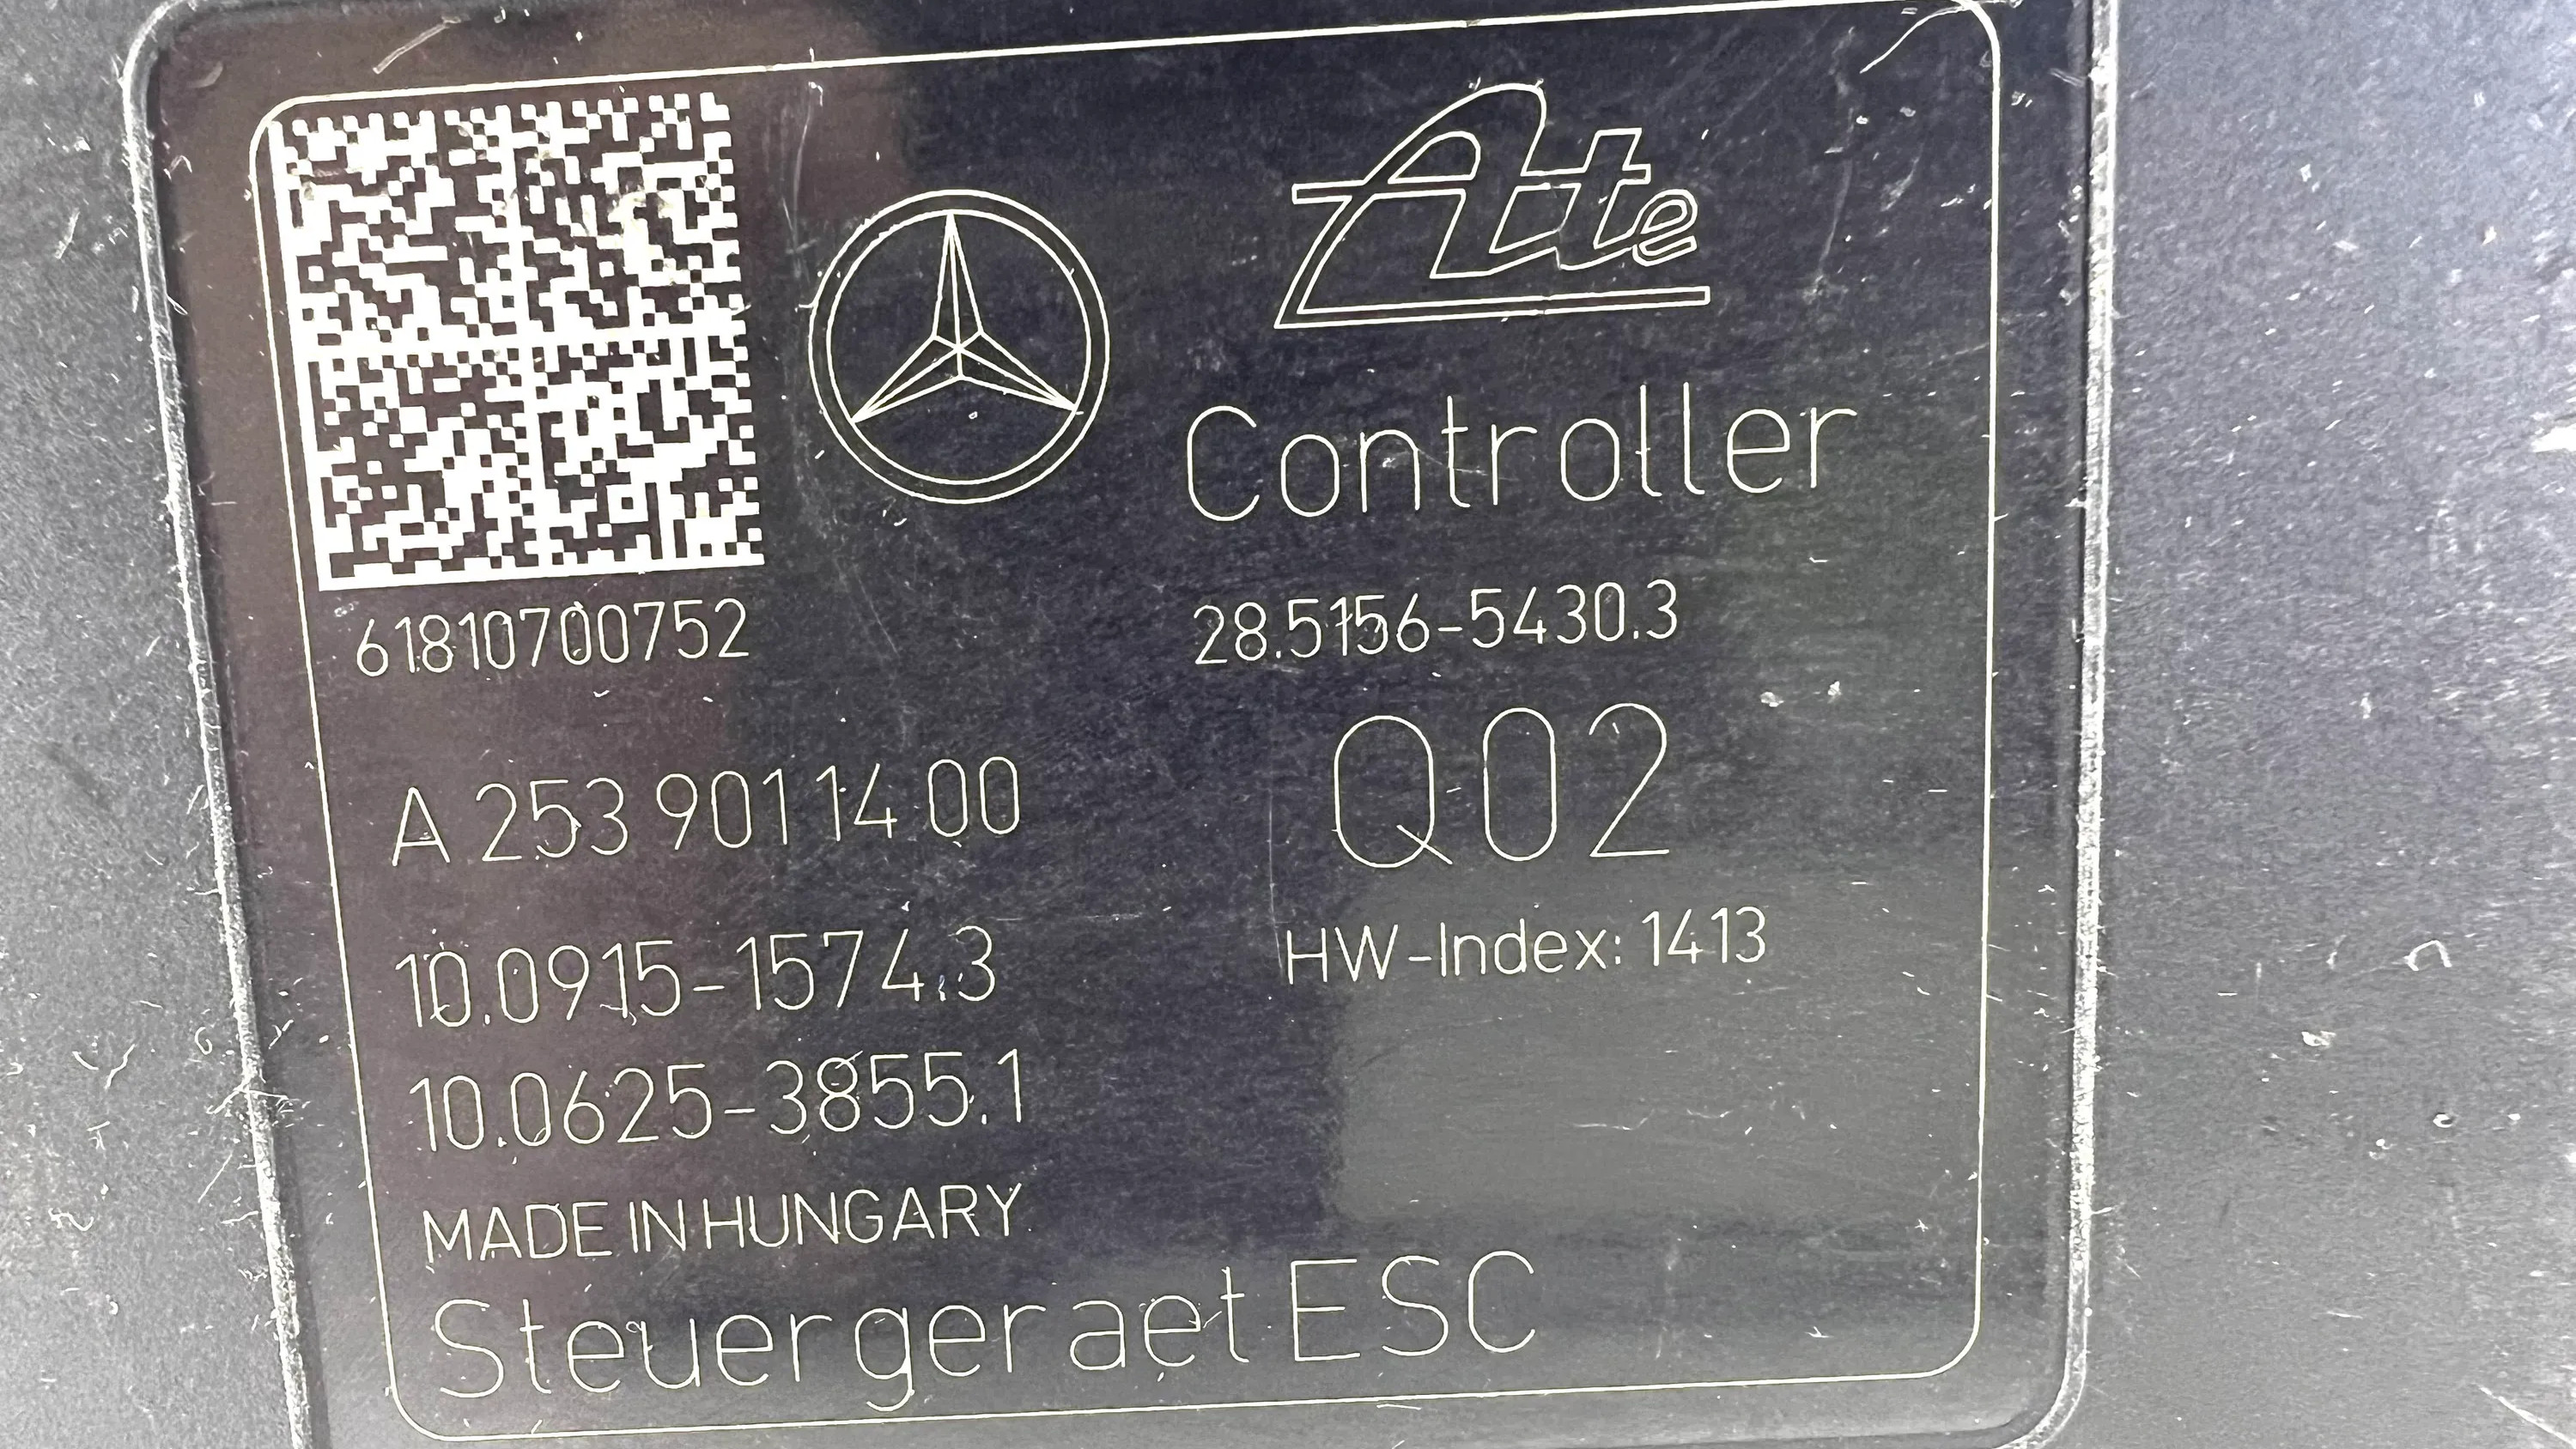 Ate
Controller
61810700752
28.5156-5430.3
A 253 901 14 00
Q02
10.0915-1574.3
HW-Index: 1413
10.0625-3855.1
MADE IN HUNGARY
Steuergeraet ESC